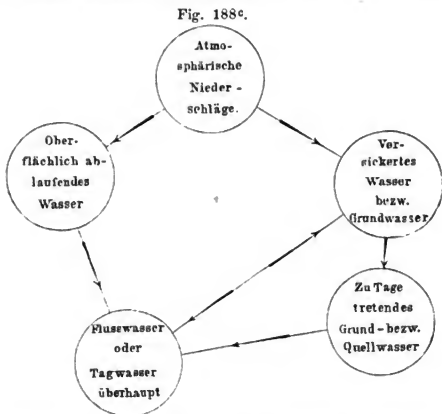 Fig. 188c.
Atmo-
sphärische
Nieder-
schläge.
Ober-
flächlich ab-
laufendes
Wasser
Ver-
sickertes
Wasser
bezw.
Grundwasser
Zu Tage
tretendes
Grund- bezw.
Quellwasser
Flusswasser
oder
Tagwasser
überhaupt